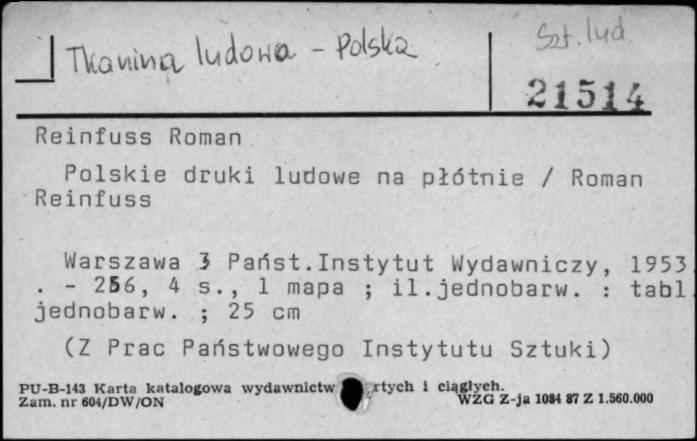 Tkanina ludowa - Polska
Szt. lud.
21514
Reinfuss Roman
Polskie druki ludowe na płótnie / Roman
Reinfuss
Warszawa : Państ.Instytut Wydawniczy, 1953
. - 256, 4 s., 1 mapa ; il.jednobarw. : tabl
jednobarw. ; 25 cm
(Z Prac Państwowego Instytutu Sztuki)
PU-B-143 Karta katalogowa wydawnictw rtych i ciągłych.
Zam. nr 604/DW/ON WZG Z-ja 1084 87 Z 1.560.000